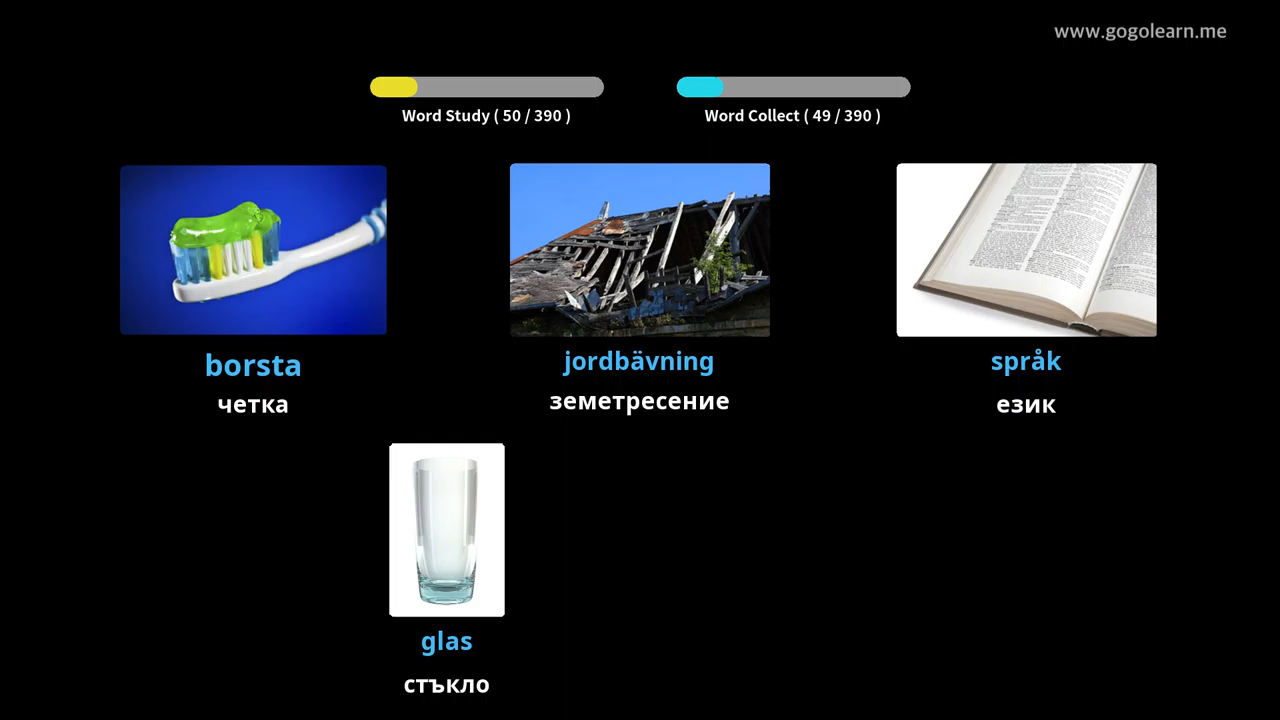 www.gogolearn.me
Word Study ( 50 / 390 )
Word Collect ( 49 / 390 )
borsta
четка
jordbävning
земетресение
språk
език
glas
стъкло